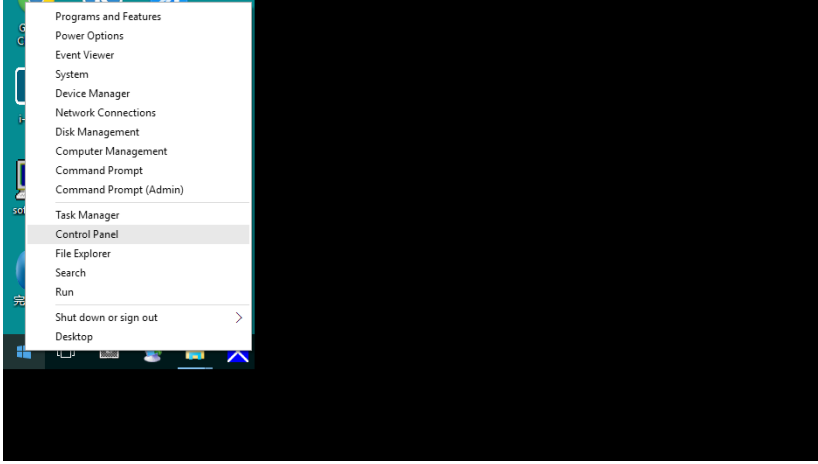 Programs and Features
Power Options
Event Viewer
System
Device Manager
Network Connections
Disk Management
Computer Management
Command Prompt
Command Prompt (Admin)
Task Manager
Control Panel
File Explorer
Search
Run
Shut down or sign out
Desktop